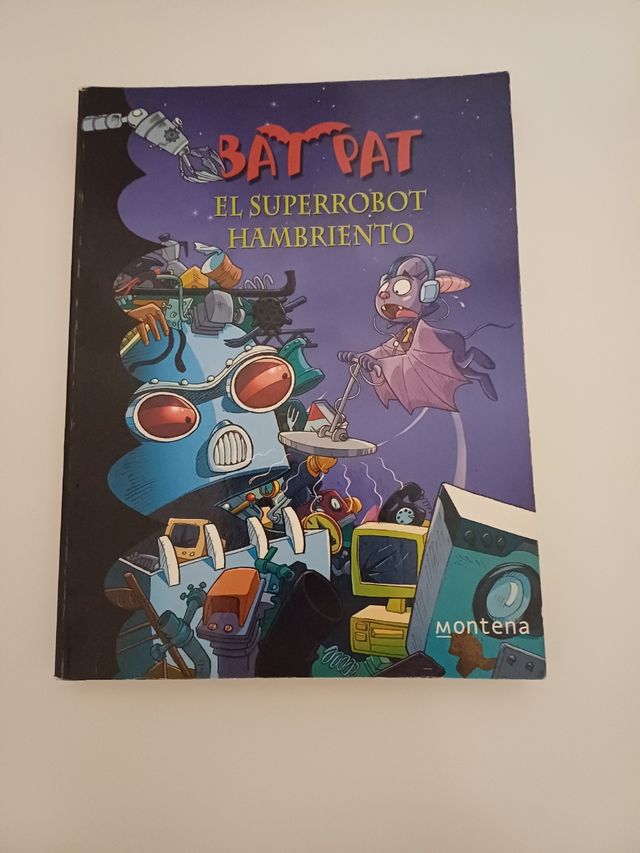 BAT PAT
EL SUPERROBOT
HAMBRIENTO
Montena